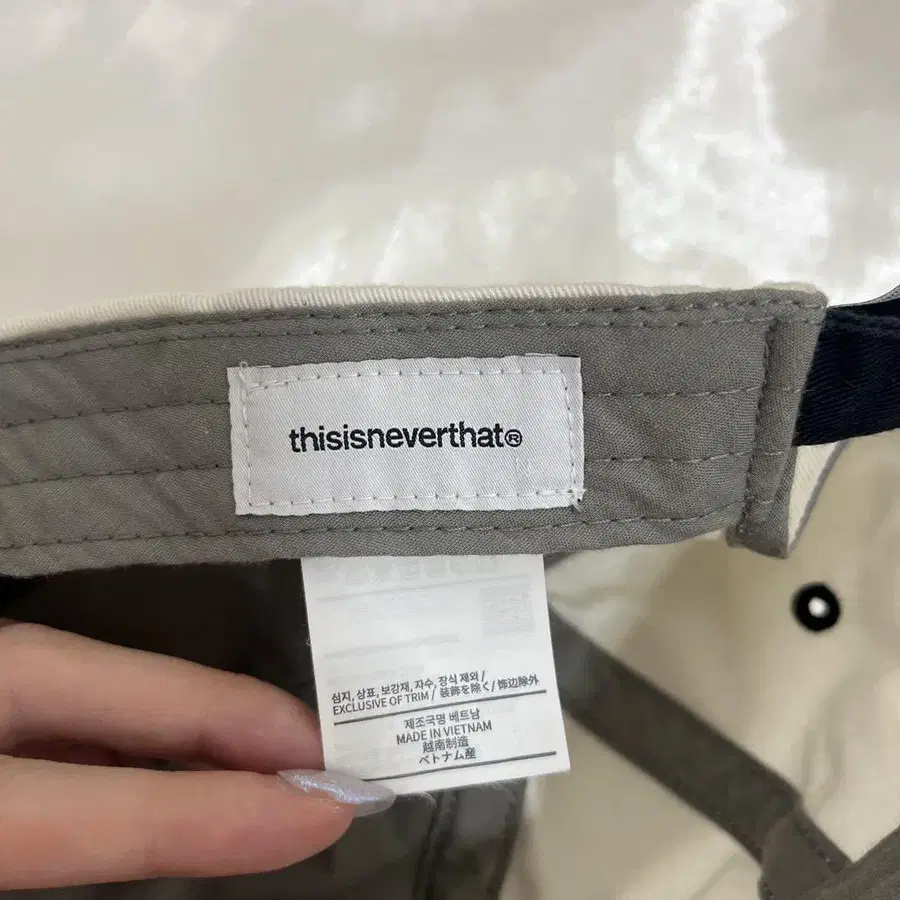 thisisneverthat®
심지, 상표, 보강재, 자수, 장식 제외/
EXCLUSIVE OF TRIM / 装飾を除く/ 饰边除外
제조국명 베트남
MADE IN VIETNAM
越南制造
ベトナム産